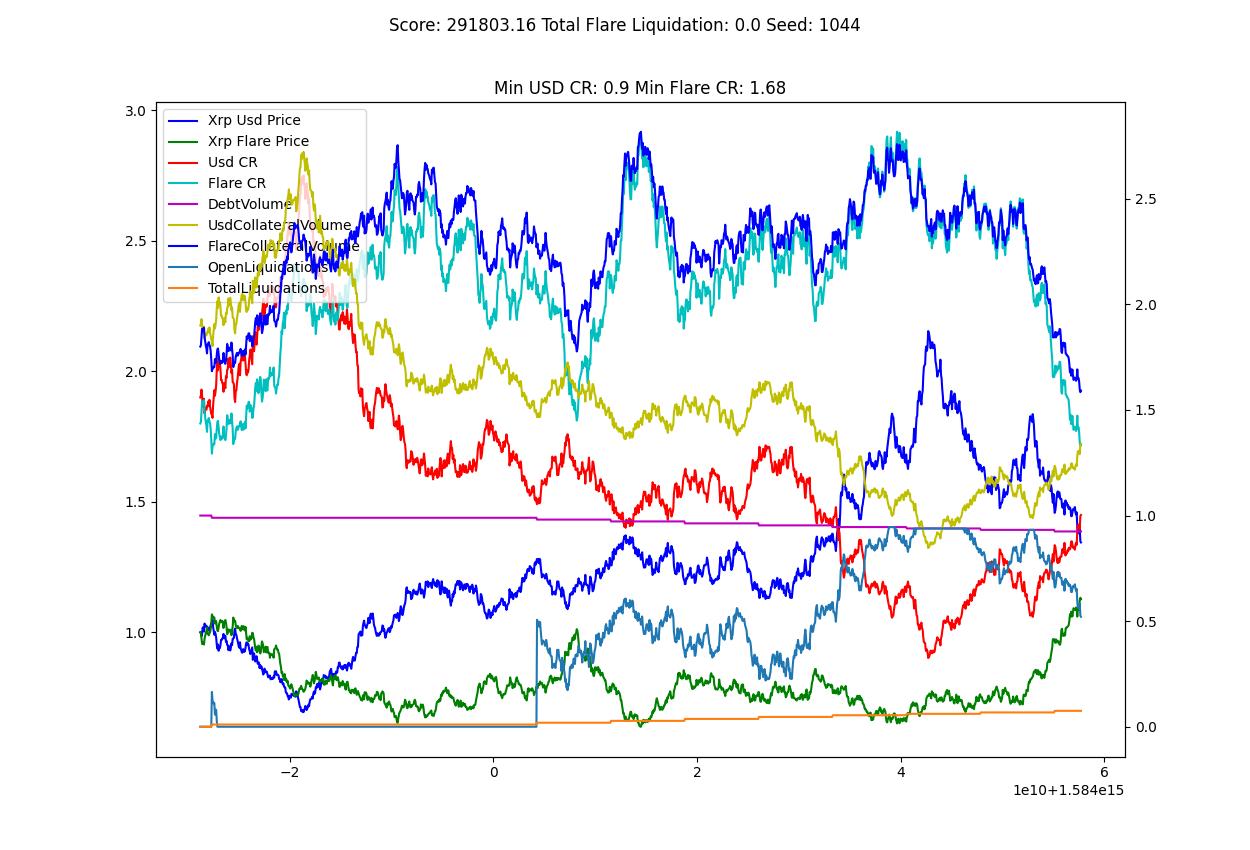 Score: 291803.16 Total Flare Liquidation: 0.0 Seed: 1044
Min USD CR: 0.9 Min Flare CR: 1.68
3.0
2.5
2.0
1.5
1.0
Xrp Usd Price
Xrp Flare Price
Usd CR
Flare CR
DebtVolume
UsdCollateralVolume
FlareCollateralVolume
OpenLiquidations
TotalLiquidations
2.5
2.0
1.5
1.0
0.5
0.0
−2 0 2 4 6
1e10+1.584e15